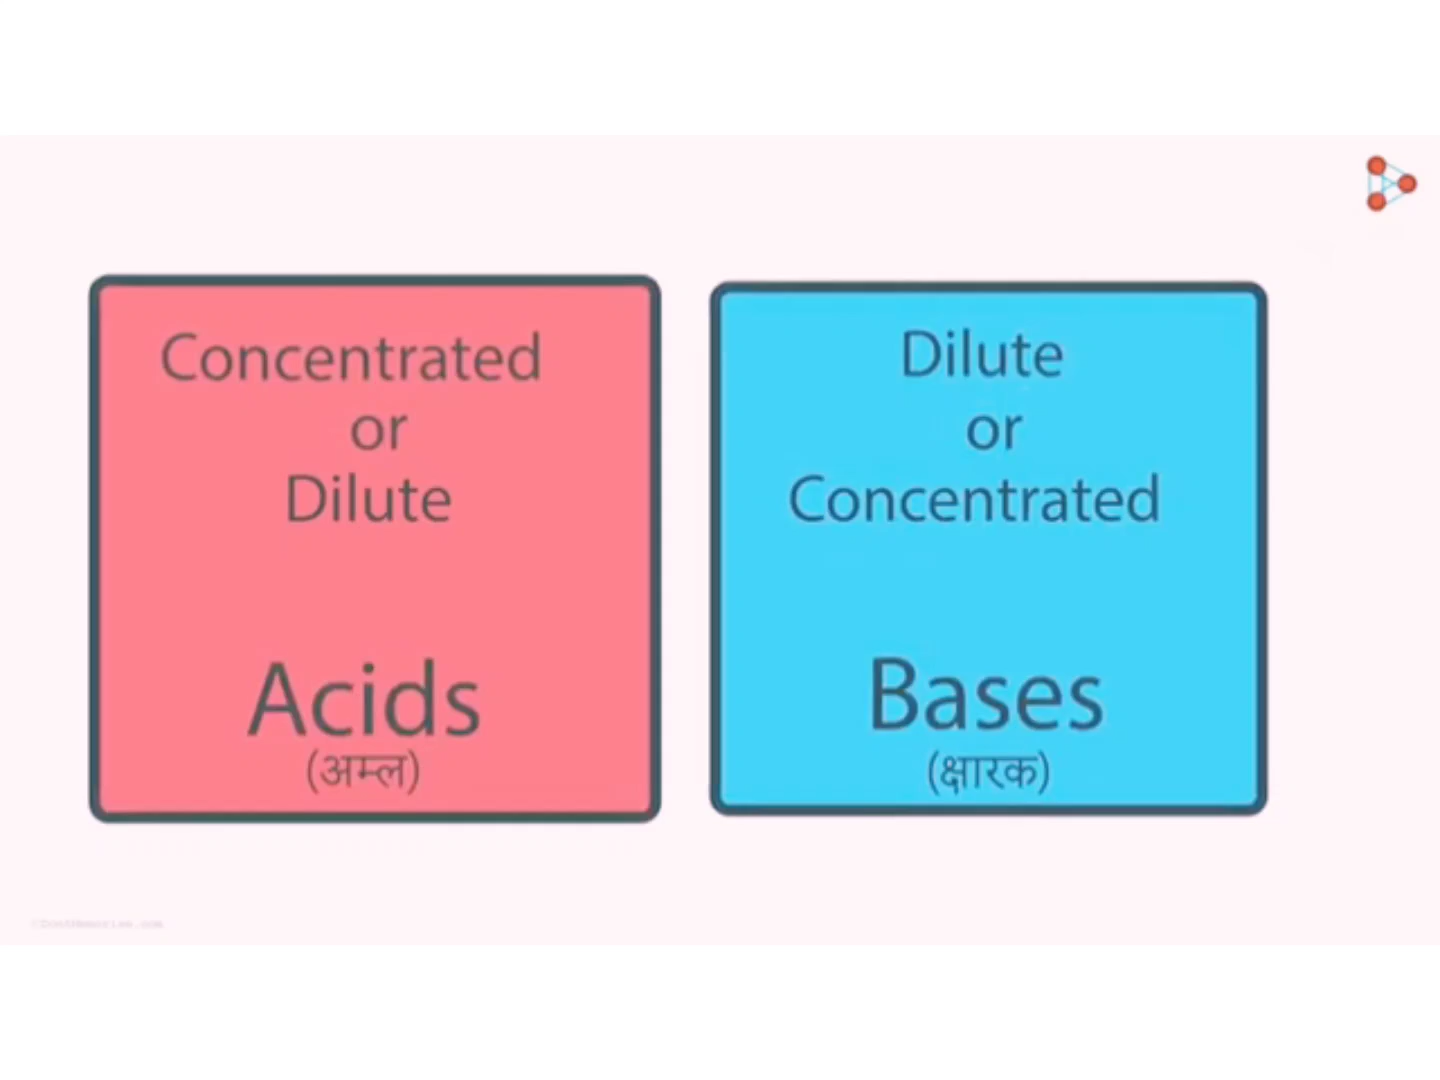 Concentrated
or
Dilute
Acids
(अम्ल)
Dilute
or
Concentrated
Bases
(क्षारक)